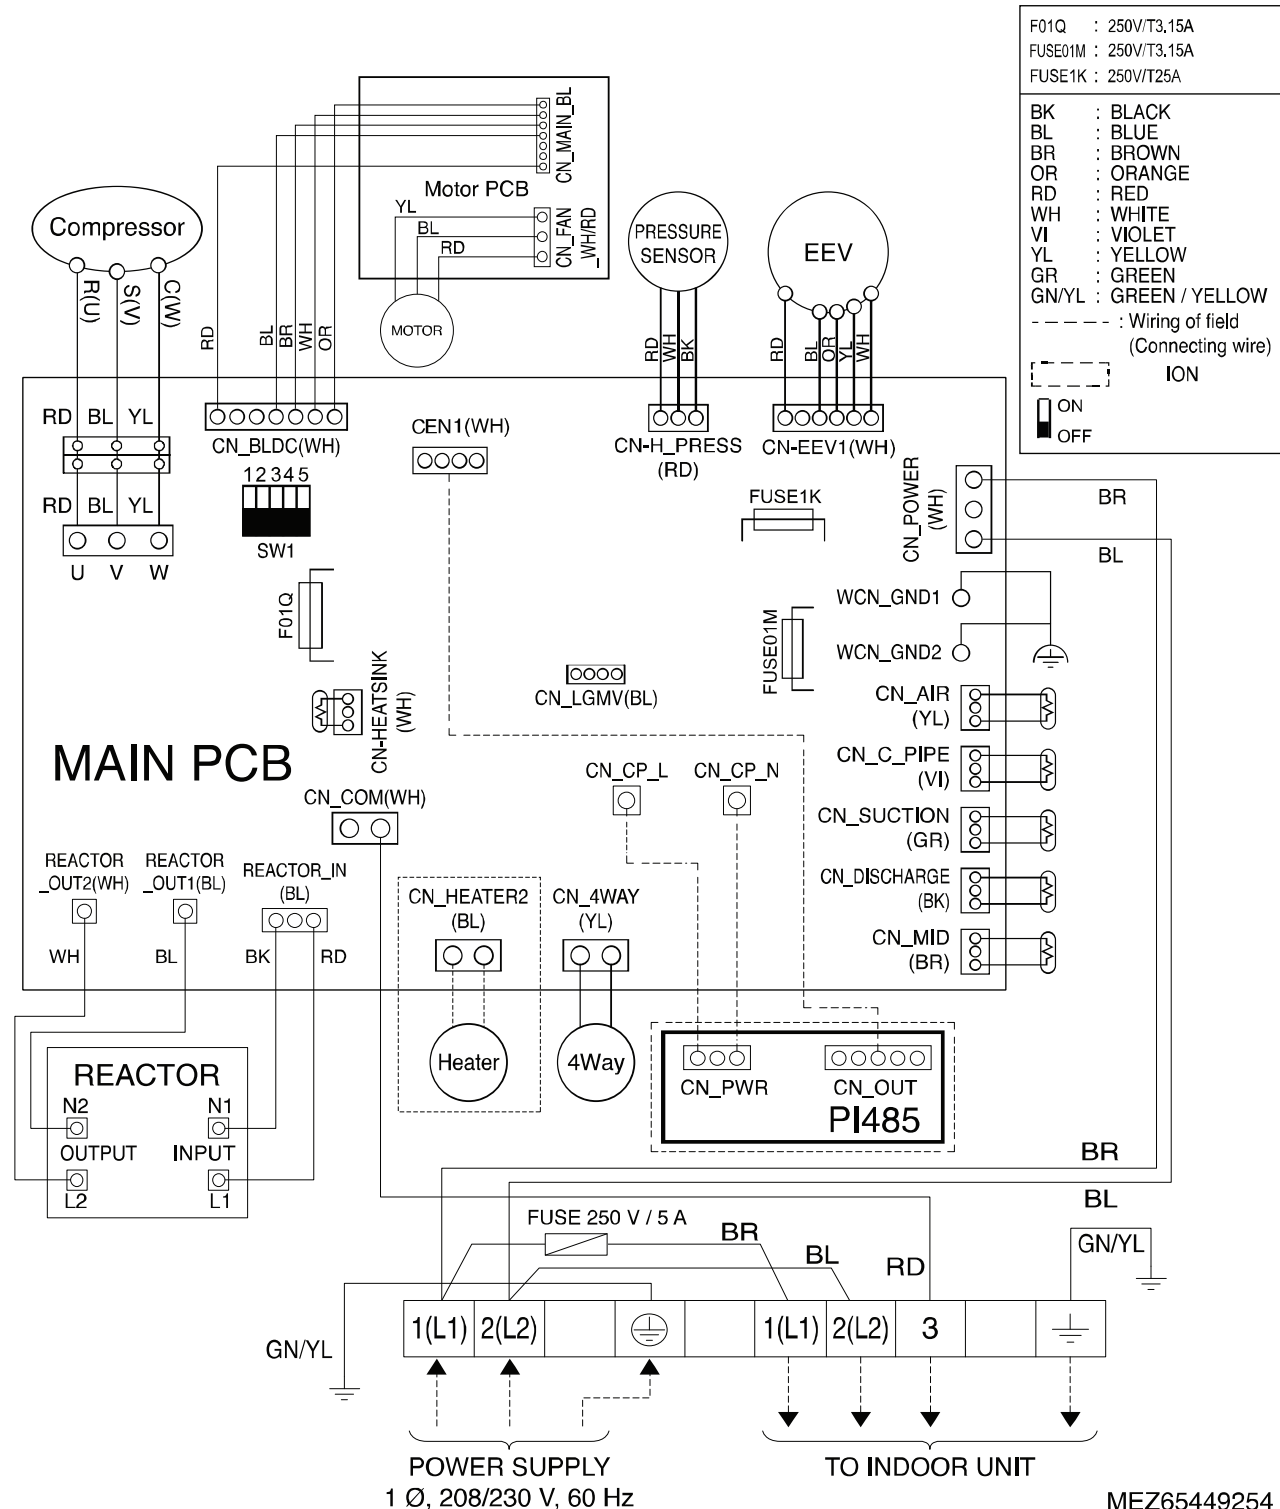 F01Q : 250V/T3.15A
FUSE01M : 250V/T3.15A
FUSE1K : 250V/T25A
BK : BLACK
BL : BLUE
BR : BROWN
OR : ORANGE
RD : RED
WH : WHITE
VI : VIOLET
YL : YELLOW
GR : GREEN
GN/YL : GREEN / YELLOW
: Wiring of field
(Connecting wire)
ION
ON
OFF
CN_MAIN_BL
Motor PCB
YL
BL
RD
CN_FAN
_WH/RD
MOTOR
Compressor
R(U)
S(V)
C(W)
RD
BL
BR
WH
OR
PRESSURE
SENSOR
RD
WH
BK
EEV
RD
BL
OR
YL
WH
RD BL YL
RD BL YL
U V W
CN_BLDC(WH)
12345
SW1
CEN1(WH)
CN-H_PRESS
(RD)
CN-EEV1(WH)
FUSE1K
CN_POWER
(WH)
BR
BL
F01Q
FUSE01M
WCN_GND1
WCN_GND2
CN-HEATSINK
(WH)
CN_LGMV(BL)
CN_AIR
(YL)
MAIN PCB
CN_C_PIPE
(VI)
CN_CP_L
CN_CP_N
CN_COM(WH)
CN_SUCTION
(GR)
REACTOR
_OUT2(WH)
REACTOR
_OUT1(BL)
REACTOR_IN
(BL)
CN_HEATER2
(BL)
CN_4WAY
(YL)
CN_DISCHARGE
(BK)
CN_MID
(BR)
WH
BL
BK
RD
Heater
4Way
CN_PWR
CN_OUT
PI485
REACTOR
N2
N1
OUTPUT
INPUT
L2
L1
BR
BL
FUSE 250 V / 5 A
BR
BL
RD
GN/YL
GN/YL
1(L1) 2(L2) 1(L1) 2(L2) 3
POWER SUPPLY
1 Ø, 208/230 V, 60 Hz
TO INDOOR UNIT
MEZ65449254